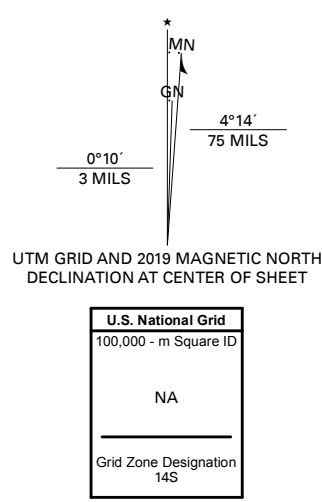 ★
MN
GN
4°14´
75 MILS
0°10´
3 MILS
UTM GRID AND 2019 MAGNETIC NORTH
DECLINATION AT CENTER OF SHEET
U.S. National Grid
100,000 - m Square ID
NA
Grid Zone Designation
14S